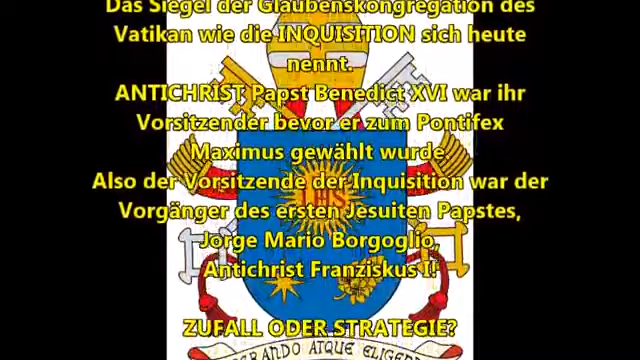 Das Siegel der Glaubenskongregation des
Vatikan wie die INQUISITION sich heute
nennt.
ANTICHRIST Papst Benedict XVI war ihr
Vorsitzender bevor er zum Pontifex
Maximus gewählt wurde.
Also der Vorsitzende der Inquisition war der
Vorgänger des ersten Jesuiten Papstes,
Jorge Mario Borgoglio,
Antichrist Franziskus I!
IHS
ZUFALL ODER STRATEGIE?
ATQUE